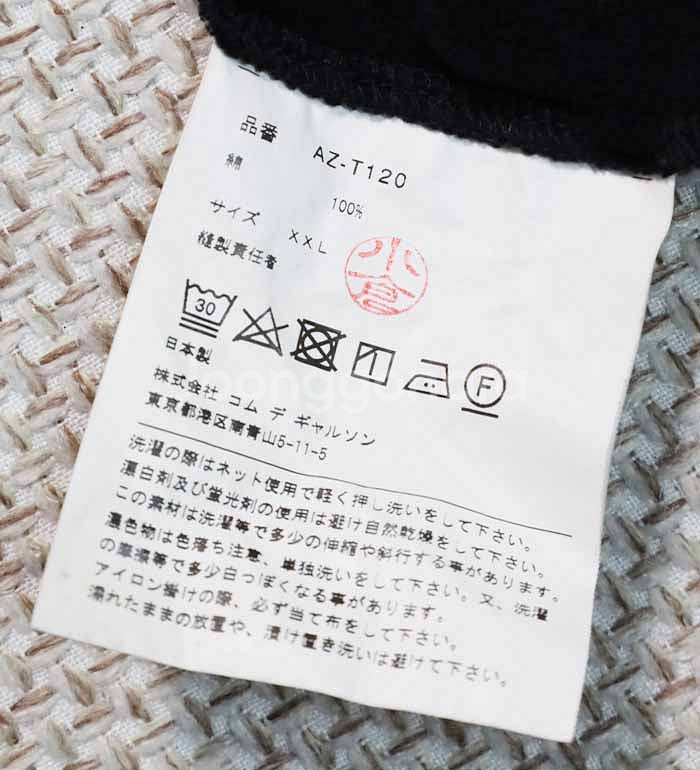 品番 AZ-T120
綿 100%
サイズ XXL
縫製責任者
小倉
30
F
日本製
株式会社 コム デ ギャルソン
東京都港区南青山5-11-5
洗濯の際はネット使用で軽く押し洗いをして下さい。
漂白剤及び蛍光剤の使用は避け自然乾燥をして下さい。
この素材は洗濯等で多少の伸縮や斜行する事があります。
濃色物は色落ち注意、単独洗いをして下さい。又、洗濯
の摩擦等で多少白っぽくなる事があります。
アイロン掛けの際、必ず当て布をして下さい。
濡れたままの放置や、漬け置き洗いは避けて下さい。